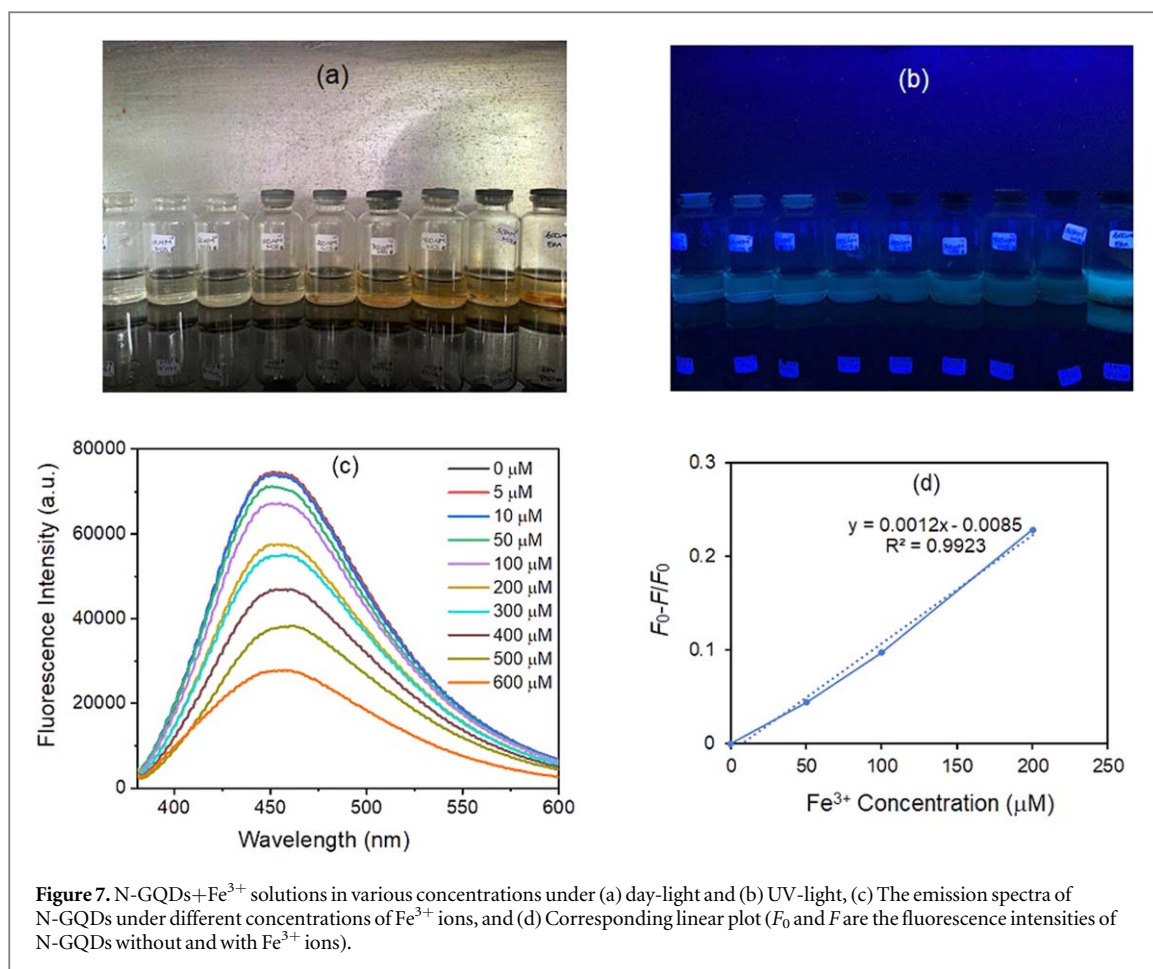 (a)
(b)
80000
60000
40000
20000
0
400
450
500
550
600
Fluorescence Intensity (a.u.)
Wavelength (nm)
(c)
0 μM
5 μM
10 μM
50 μM
100 μM
200 μM
300 μM
400 μM
500 μM
600 μM
0.3
0.2
0.1
0
0
50
100
150
200
250
F₀-F/F₀
Fe³⁺ Concentration (μM)
(d)
y = 0.0012x - 0.0085
R² = 0.9923
Figure 7. N-GQDs+Fe³⁺ solutions in various concentrations under (a) day-light and (b) UV-light, (c) The emission spectra of
N-GQDs under different concentrations of Fe³⁺ ions, and (d) Corresponding linear plot (F₀ and F are the fluorescence intensities of
N-GQDs without and with Fe³⁺ ions).